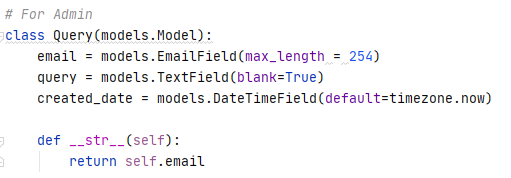 # For Admin
class Query(models.Model):
    email = models.EmailField(max_length = 254)
    query = models.TextField(blank=True)
    created_date = models.DateTimeField(default=timezone.now)
    def __str__(self):
        return self.email